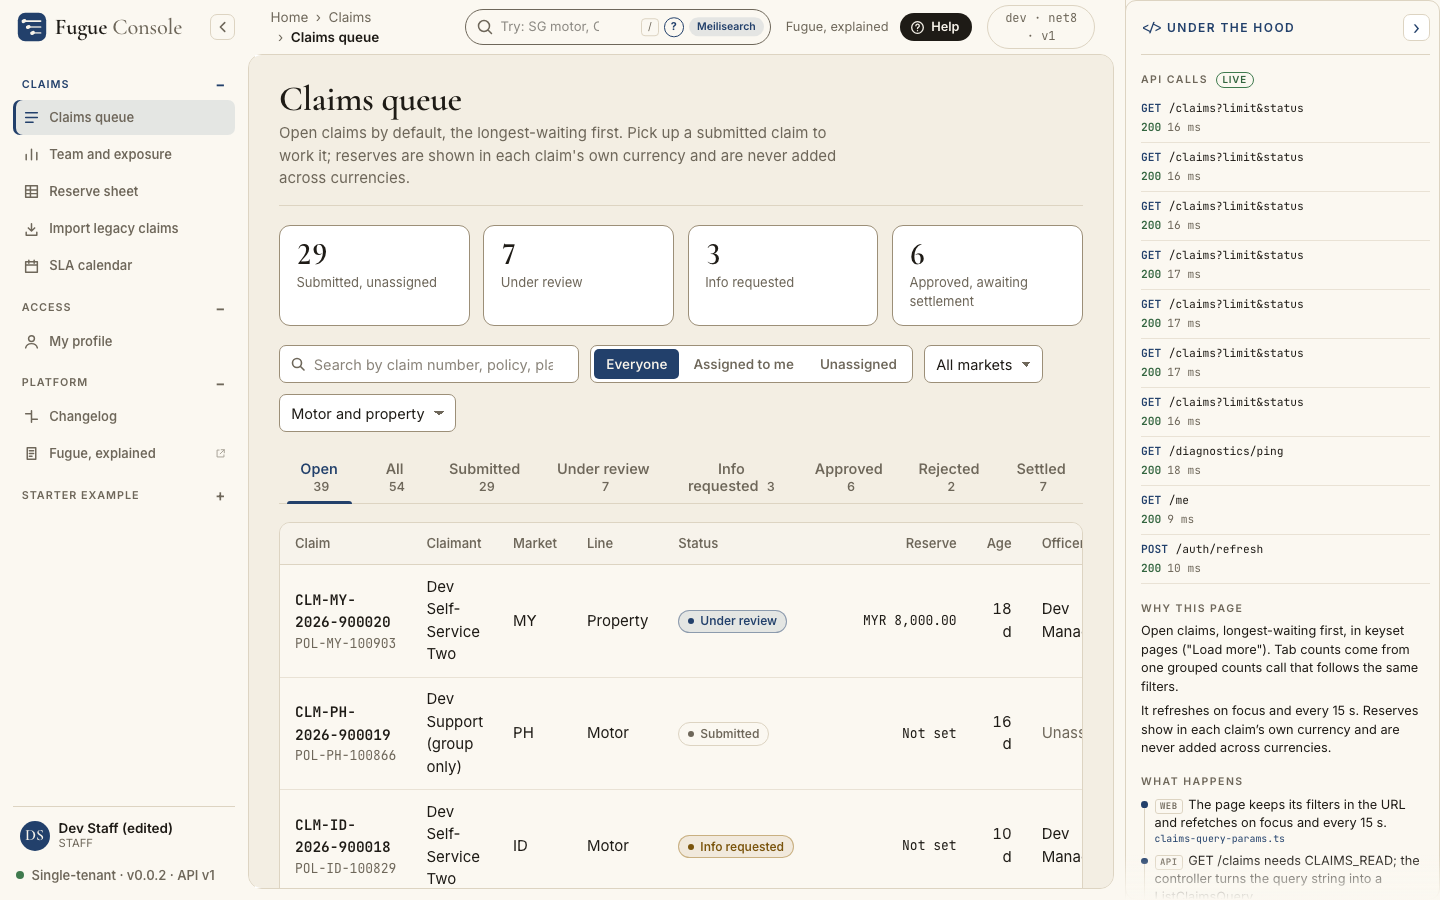 Fugue Console
CLAIMS
Claims queue
Team and exposure
Reserve sheet
Import legacy claims
SLA calendar
ACCESS
My profile
PLATFORM
Changelog
Fugue, explained
STARTER EXAMPLE
DS
Dev Staff (edited)
STAFF
Single-tenant · v0.0.2 · API v1
Home › Claims
› Claims queue
Try: SG motor, C / ? Meilisearch
Fugue, explained
Help
dev · net8
· v1
Claims queue
Open claims by default, the longest-waiting first. Pick up a submitted claim to
work it; reserves are shown in each claim's own currency and are never added
across currencies.
29
Submitted, unassigned
7
Under review
3
Info requested
6
Approved, awaiting
settlement
Search by claim number, policy, pla
Everyone Assigned to me Unassigned
All markets
Motor and property
Open
39
All
54
Submitted
29
Under review
7
Info
requested 3
Approved
6
Rejected
2
Settled
7
Claim Claimant Market Line Status Reserve Age Officer
CLM-MY-
2026-900020
POL-MY-100903
Dev
Self-
Service
Two
MY
Property
Under review
MYR 8,000.00
18
d
Dev
Mana
CLM-PH-
2026-900019
POL-PH-100866
Dev
Support
(group
only)
PH
Motor
Submitted
Not set
16
d
Unass
CLM-ID-
2026-900018
POL-ID-100829
Dev
Self-
Service
Two
ID
Motor
Info requested
Not set
10
d
Dev
Mana
</> UNDER THE HOOD
API CALLS LIVE
GET /claims?limit&status
200 16 ms
GET /claims?limit&status
200 16 ms
GET /claims?limit&status
200 16 ms
GET /claims?limit&status
200 17 ms
GET /claims?limit&status
200 17 ms
GET /claims?limit&status
200 17 ms
GET /claims?limit&status
200 16 ms
GET /diagnostics/ping
200 18 ms
GET /me
200 9 ms
POST /auth/refresh
200 10 ms
WHY THIS PAGE
Open claims, longest-waiting first, in keyset
pages ("Load more"). Tab counts come from
one grouped counts call that follows the same
filters.
It refreshes on focus and every 15 s. Reserves
show in each claim's own currency and are
never added across currencies.
WHAT HAPPENS
WEB The page keeps its filters in the URL
and refetches on focus and every 15 s.
claims-query-params.ts
API GET /claims needs CLAIMS_READ; the
controller turns the query string into a
ListClaimsQuery.